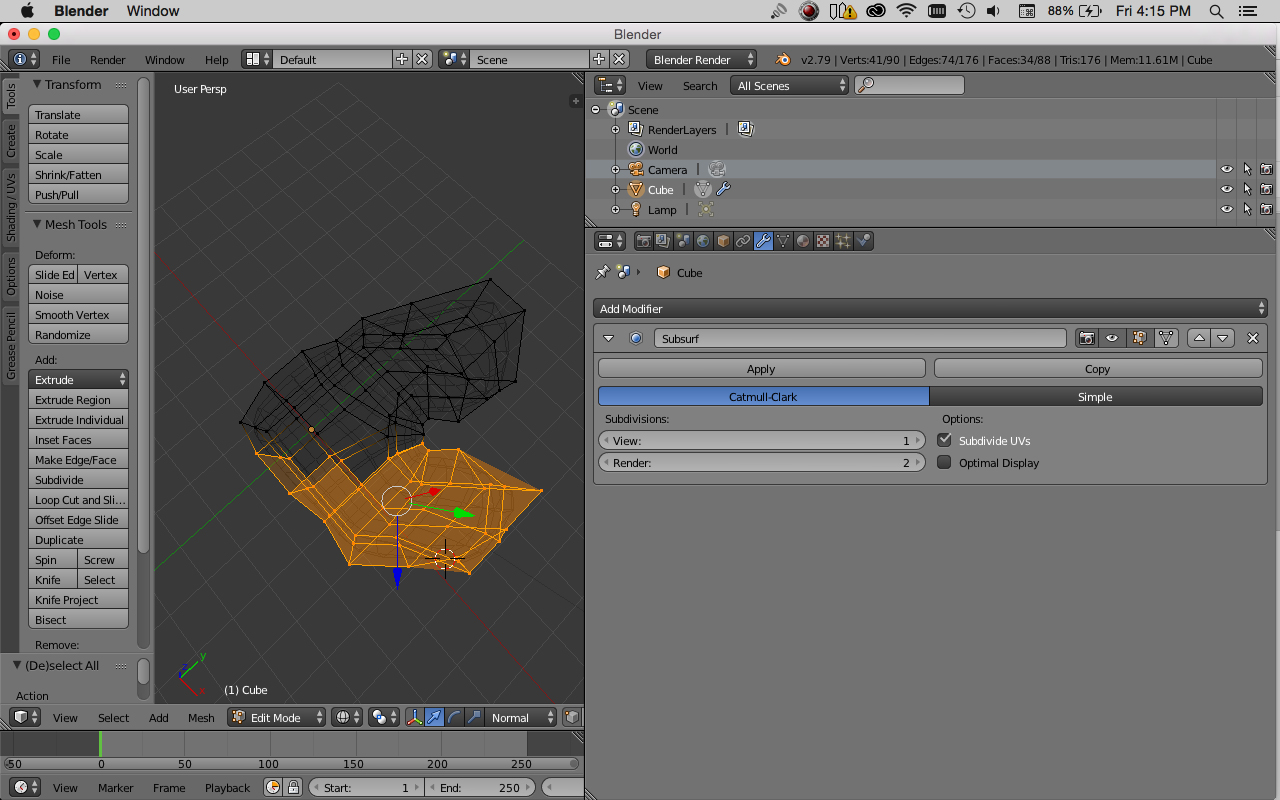 Blender Window 88% Fri 4:15 PM
Blender
File Render Window Help Default Scene Blender Render v2.79 | Verts:41/90 | Edges:74/176 | Faces:34/88 | Tris:176 | Mem:11.61M | Cube
Tools
Create
Shading / UVs
Options
Grease Pencil
Transform
Translate
Rotate
Scale
Shrink/Fatten
Push/Pull
Mesh Tools
Deform:
Slide Ed Vertex
Noise
Smooth Vertex
Randomize
Add:
Extrude
Extrude Region
Extrude Individual
Inset Faces
Make Edge/Face
Subdivide
Loop Cut and Sli...
Offset Edge Slide
Duplicate
Spin Screw
Knife Select
Knife Project
Bisect
Remove:
(De)select All
Action
User Persp
z y x
(1) Cube
View Select Add Mesh Edit Mode Normal
-50 0 50 100 150 200 250
View Marker Frame Playback Start: 1 End: 250
View Search All Scenes
Scene
RenderLayers |
World
Camera |
Cube |
Lamp |
Cube
Add Modifier
Subsurf
Apply Copy
Catmull-Clark Simple
Subdivisions: Options:
View: 1 Subdivide UVs
Render: 2 Optimal Display